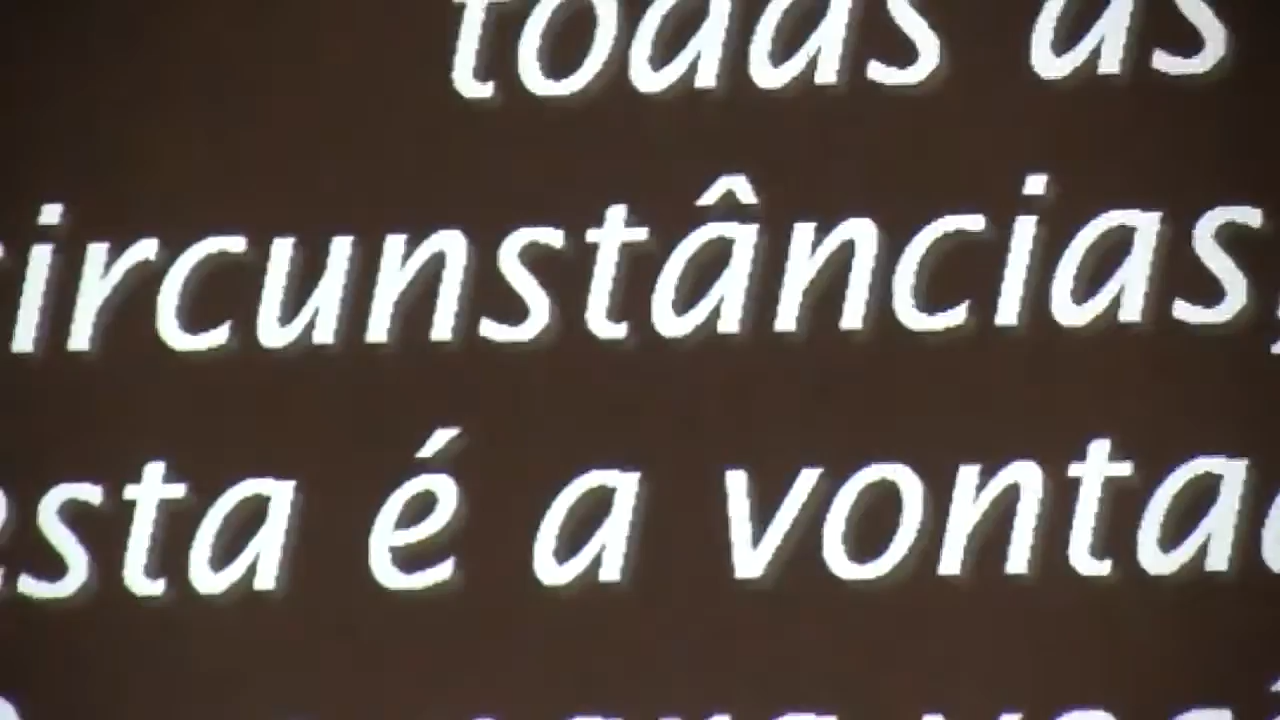 todas as
circunstâncias,
esta é a vonta